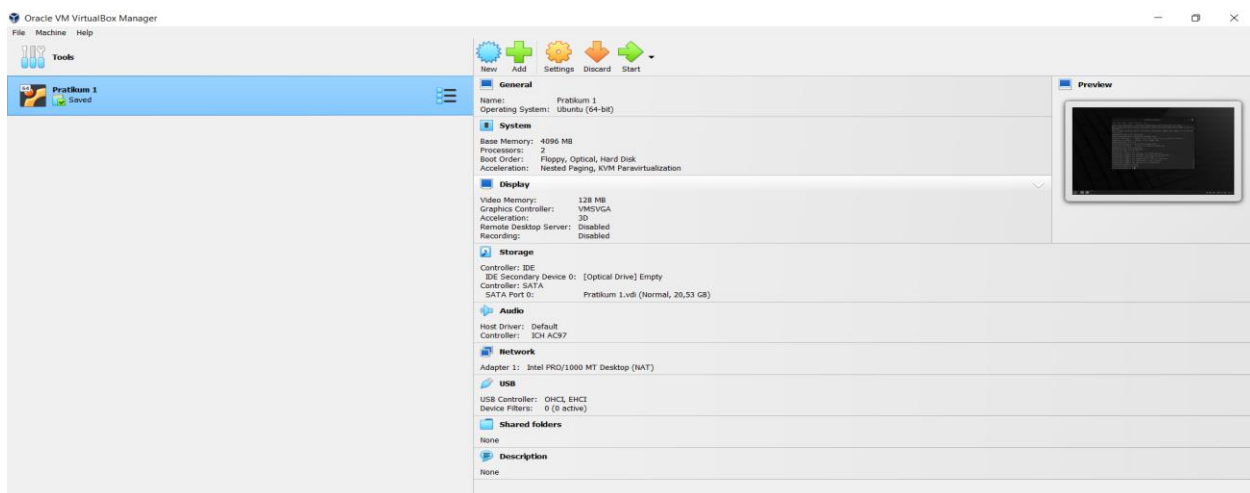 Oracle VM VirtualBox Manager
File Machine Help
Tools
New Add Settings Discard Start
64
Pratikum 1
Saved
General
Name: Pratikum 1
Operating System: Ubuntu (64-bit)
Preview
System
Base Memory: 4096 MB
Processors: 2
Boot Order: Floppy, Optical, Hard Disk
Acceleration: Nested Paging, KVM Paravirtualization
Display
Video Memory: 128 MB
Graphics Controller: VMSVGA
Acceleration: 3D
Remote Desktop Server: Disabled
Recording: Disabled
Storage
Controller: IDE
IDE Secondary Device 0: [Optical Drive] Empty
Controller: SATA
SATA Port 0: Pratikum 1.vdi (Normal, 20,53 GB)
Audio
Host Driver: Default
Controller: ICH AC97
Network
Adapter 1: Intel PRO/1000 MT Desktop (NAT)
USB
USB Controller: OHCI, EHCI
Device Filters: 0 (0 active)
Shared folders
None
Description
None